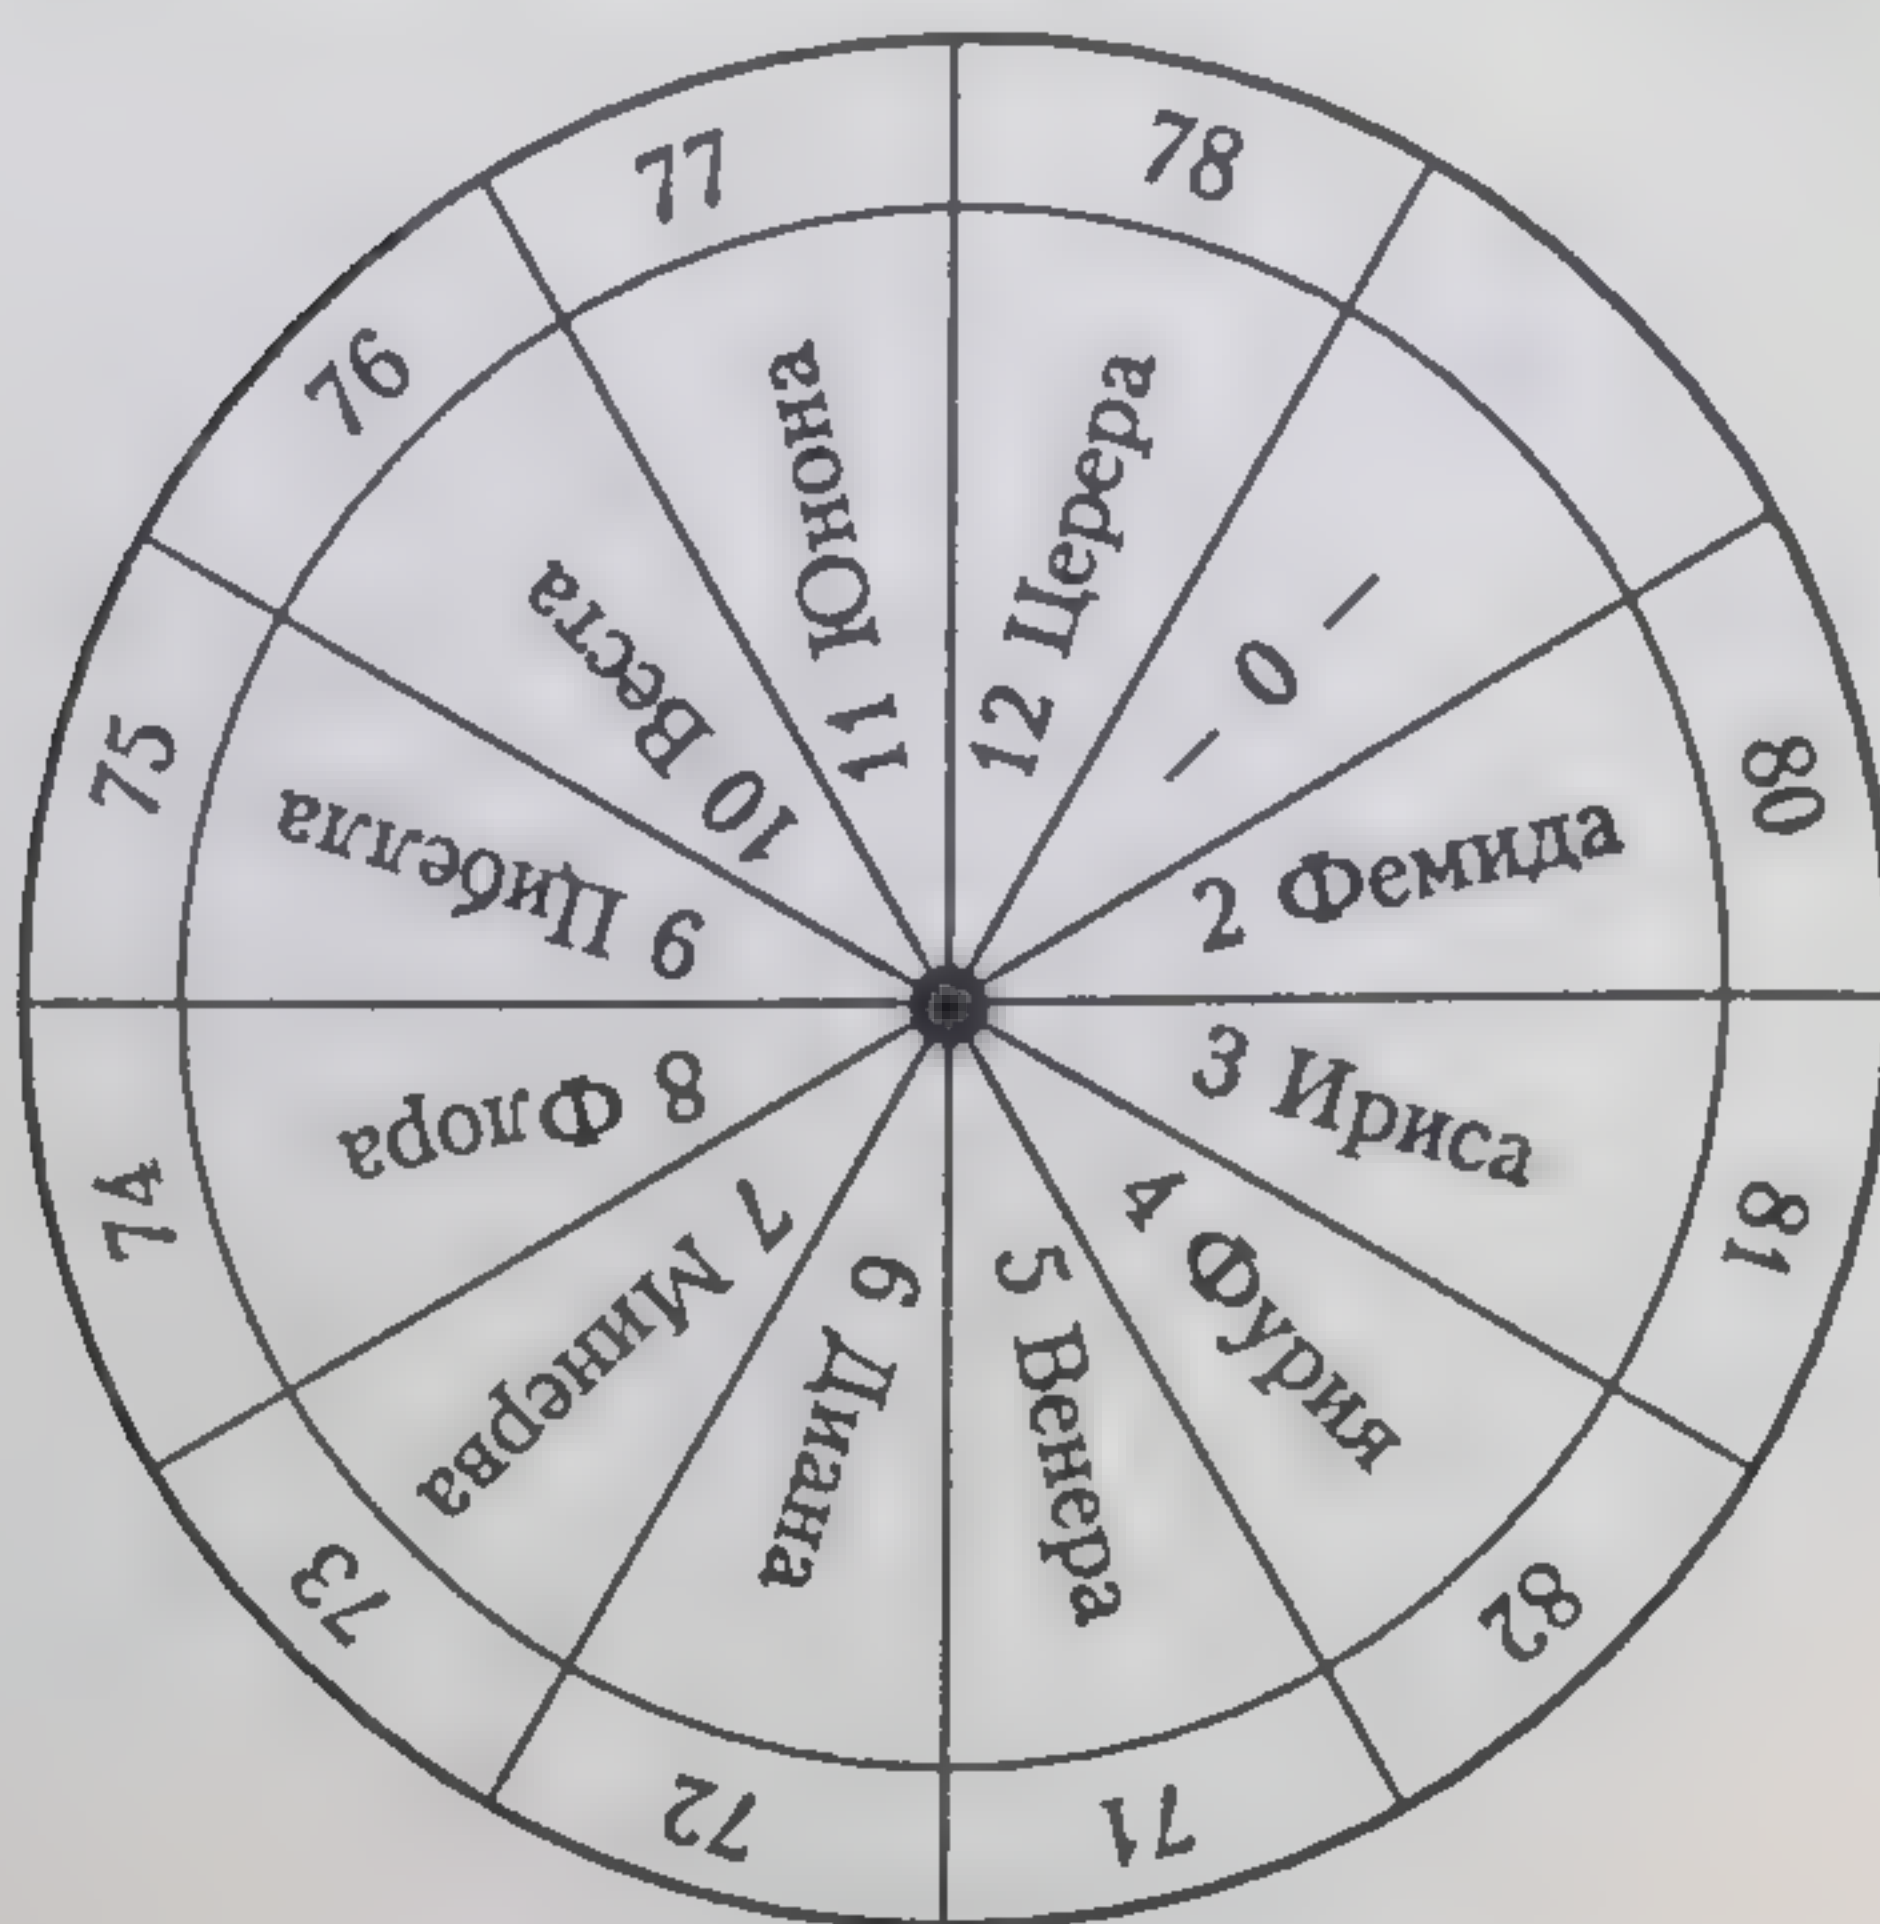 78
12 Цера
— 0 —
80
2 Фемида
81
3 Ириса
82
4 Фурия
71
5 Венера
72
6 Диана
73
7 Минерва
74
8 Флора
75
9 Цибелла
76
10 Веста
77
11 Юнона